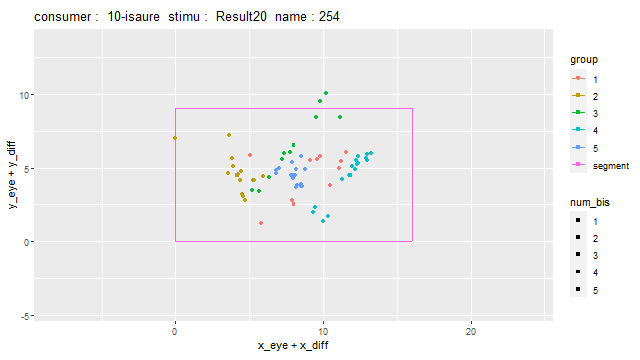 consumer : 10-isaure stimu : Result20 name : 254
y_eye + y_diff
10
5
0
-5
0
10
20
x_eye + x_diff
group
1
2
3
4
5
segment
num_bis
1
2
3
4
5